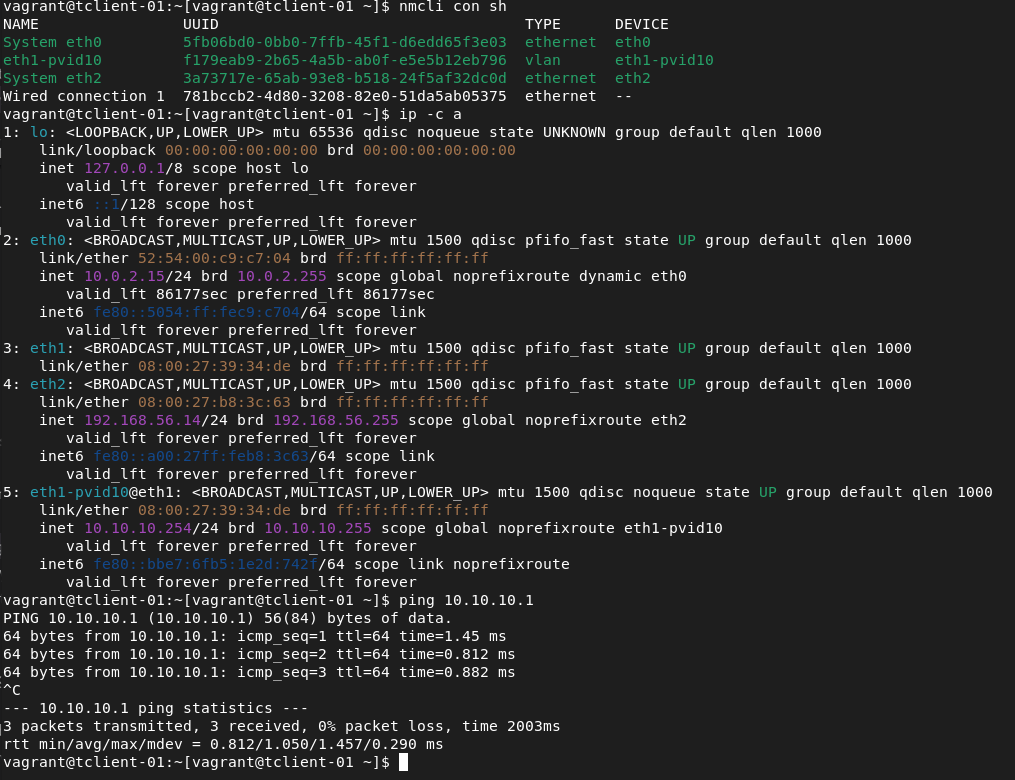 vagrant@tclient-01:~[vagrant@tclient-01 ~]$ nmcli con sh
NAME                UUID                                  TYPE      DEVICE
System eth0         5fb06bd0-0bb0-7ffb-45f1-d6edd65f3e03  ethernet  eth0
eth1-pvid10         f179eab9-2b65-4a5b-ab0f-e5e5b12eb796  vlan      eth1-pvid10
System eth2         3a73717e-65ab-93e8-b518-24f5af32dc0d  ethernet  eth2
Wired connection 1  781bccb2-4d80-3208-82e0-51da5ab05375  ethernet  --
vagrant@tclient-01:~[vagrant@tclient-01 ~]$ ip -c a
1: lo: <LOOPBACK,UP,LOWER_UP> mtu 65536 qdisc noqueue state UNKNOWN group default qlen 1000
    link/loopback 00:00:00:00:00:00 brd 00:00:00:00:00:00
    inet 127.0.0.1/8 scope host lo
       valid_lft forever preferred_lft forever
    inet6 ::1/128 scope host
       valid_lft forever preferred_lft forever
2: eth0: <BROADCAST,MULTICAST,UP,LOWER_UP> mtu 1500 qdisc pfifo_fast state UP group default qlen 1000
    link/ether 52:54:00:c9:c7:04 brd ff:ff:ff:ff:ff:ff
    inet 10.0.2.15/24 brd 10.0.2.255 scope global noprefixroute dynamic eth0
       valid_lft 86177sec preferred_lft 86177sec
    inet6 fe80::5054:ff:fec9:c704/64 scope link
       valid_lft forever preferred_lft forever
3: eth1: <BROADCAST,MULTICAST,UP,LOWER_UP> mtu 1500 qdisc pfifo_fast state UP group default qlen 1000
    link/ether 08:00:27:39:34:de brd ff:ff:ff:ff:ff:ff
4: eth2: <BROADCAST,MULTICAST,UP,LOWER_UP> mtu 1500 qdisc pfifo_fast state UP group default qlen 1000
    link/ether 08:00:27:b8:3c:63 brd ff:ff:ff:ff:ff:ff
    inet 192.168.56.14/24 brd 192.168.56.255 scope global noprefixroute eth2
       valid_lft forever preferred_lft forever
    inet6 fe80::a00:27ff:feb8:3c63/64 scope link
       valid_lft forever preferred_lft forever
5: eth1-pvid10@eth1: <BROADCAST,MULTICAST,UP,LOWER_UP> mtu 1500 qdisc noqueue state UP group default qlen 1000
    link/ether 08:00:27:39:34:de brd ff:ff:ff:ff:ff:ff
    inet 10.10.10.254/24 brd 10.10.10.255 scope global noprefixroute eth1-pvid10
       valid_lft forever preferred_lft forever
    inet6 fe80::bbe7:6fb5:1e2d:742f/64 scope link noprefixroute
       valid_lft forever preferred_lft forever
vagrant@tclient-01:~[vagrant@tclient-01 ~]$ ping 10.10.10.1
PING 10.10.10.1 (10.10.10.1) 56(84) bytes of data.
64 bytes from 10.10.10.1: icmp_seq=1 ttl=64 time=1.45 ms
64 bytes from 10.10.10.1: icmp_seq=2 ttl=64 time=0.812 ms
64 bytes from 10.10.10.1: icmp_seq=3 ttl=64 time=0.882 ms
^C
--- 10.10.10.1 ping statistics ---
3 packets transmitted, 3 received, 0% packet loss, time 2003ms
rtt min/avg/max/mdev = 0.812/1.050/1.457/0.290 ms
vagrant@tclient-01:~[vagrant@tclient-01 ~]$